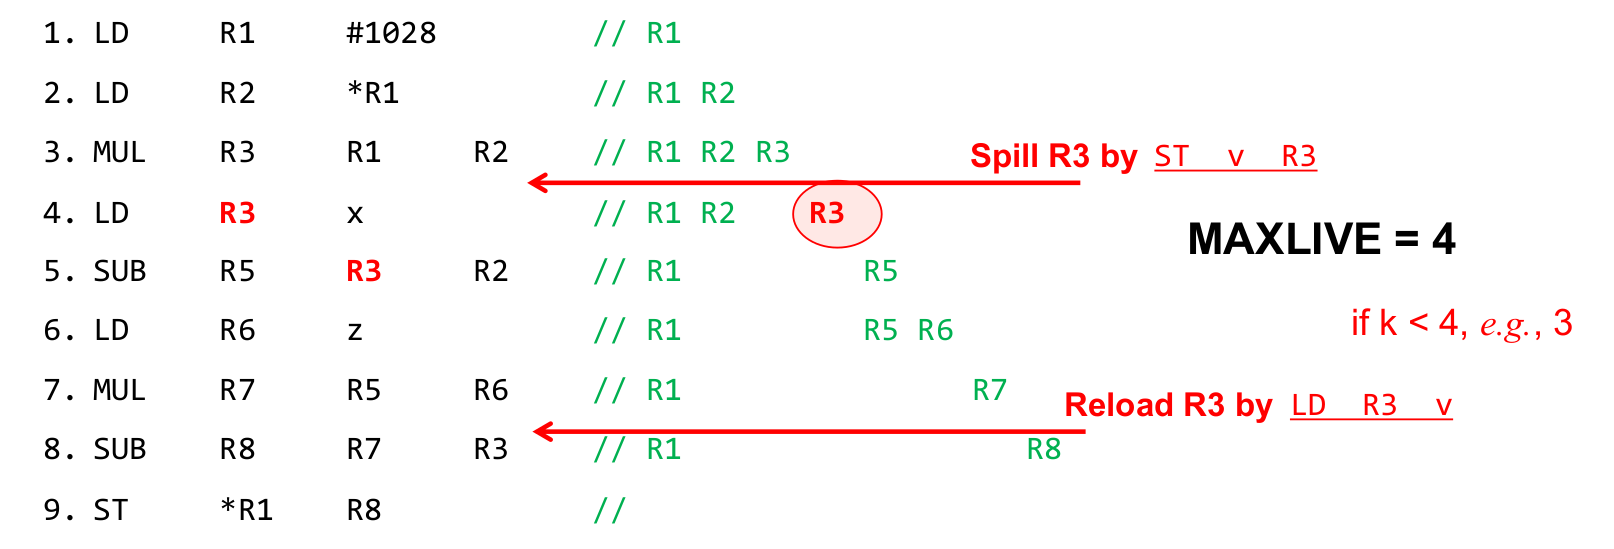 1. LD R1 #1028 // R1
2. LD R2 *R1 // R1 R2
3. MUL R3 R1 R2 // R1 R2 R3
Spill R3 by ST v R3
4. LD R3 x // R1 R2 R3
MAXLIVE = 4
5. SUB R5 R3 R2 // R1 R5
6. LD R6 z // R1 R5 R6
if k < 4, e.g., 3
7. MUL R7 R5 R6 // R1 R7
Reload R3 by LD R3 v
8. SUB R8 R7 R3 // R1 R8
9. ST *R1 R8 //